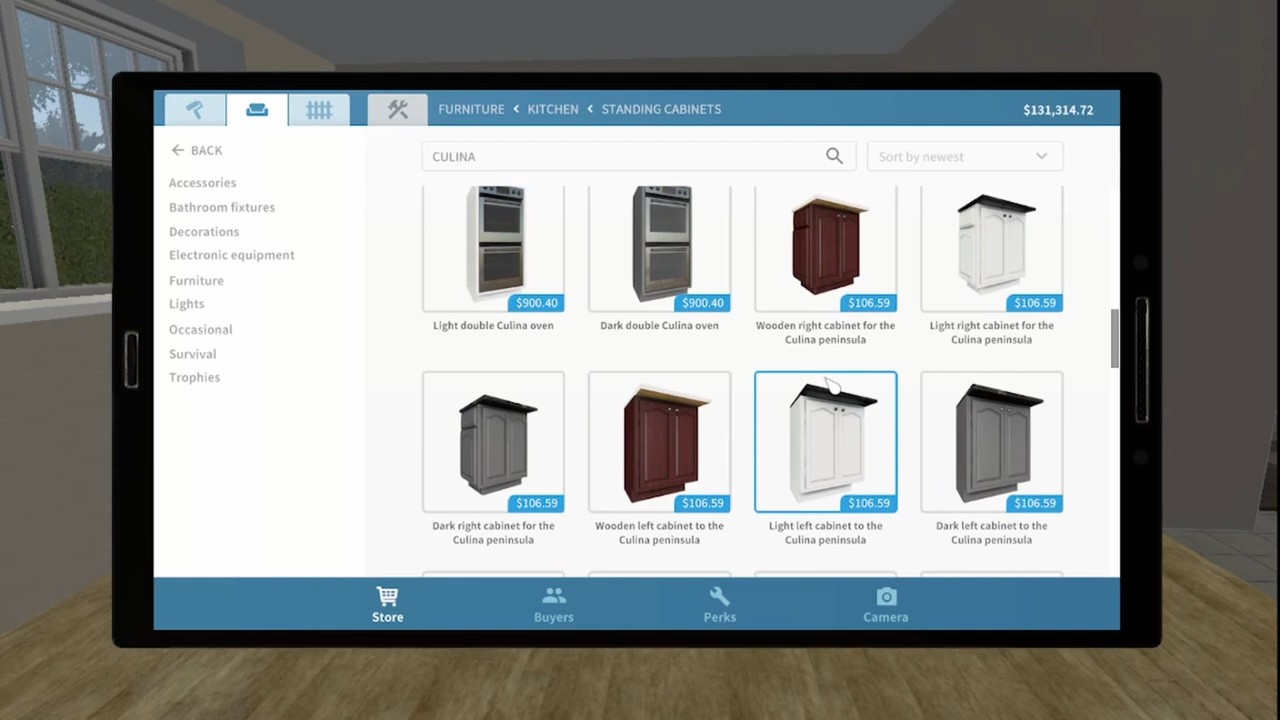 FURNITURE < KITCHEN < STANDING CABINETS
$131,314.72
BACK
CULINA
Sort by newest
Accessories
Bathroom fixtures
Decorations
Electronic equipment
Furniture
Lights
Occasional
Survival
Trophies
$900.40
$900.40
$106.59
$106.59
Light double Culina oven
Dark double Culina oven
Wooden right cabinet for the
Culina peninsula
Light right cabinet for the
Culina peninsula
$106.59
$106.59
$106.59
$106.59
Dark right cabinet for the
Culina peninsula
Wooden left cabinet to the
Culina peninsula
Light left cabinet to the
Culina peninsula
Dark left cabinet to the
Culina peninsula
Store
Buyers
Perks
Camera